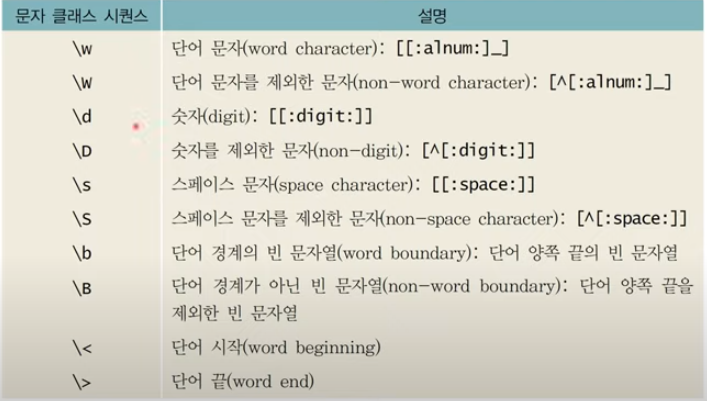 문자 클래스 시퀀스 설명
\w 단어 문자(word character): [[:alnum:]_]
\W 단어 문자를 제외한 문자(non-word character): [^[:alnum:]_]
\d 숫자(digit): [[:digit:]]
\D 숫자를 제외한 문자(non-digit): [^[:digit:]]
\s 스페이스 문자(space character): [[:space:]]
\S 스페이스 문자를 제외한 문자(non-space character): [^[:space:]]
\b 단어 경계의 빈 문자열(word boundary): 단어 양쪽 끝의 빈 문자열
\B 단어 경계가 아닌 빈 문자열(non-word boundary): 단어 양쪽 끝을
제외한 빈 문자열
\< 단어 시작(word beginning)
\> 단어 끝(word end)